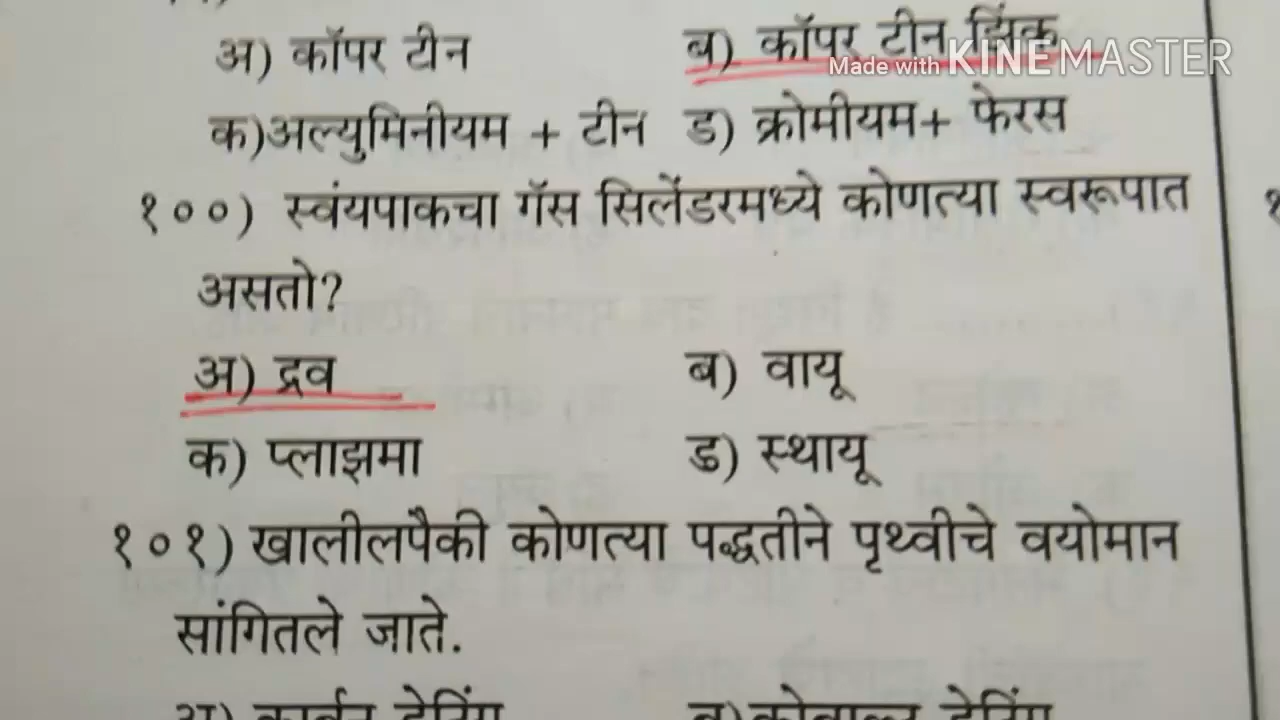 अ) कॉपर टीन ब) कॉपर टीन झिंक
Made with KINEMASTER
क)अल्युमिनीयम + टीन ड) क्रोमीयम+ फेरस
१००) स्वंयपाकचा गॅस सिलेंडरमध्ये कोणत्या स्वरूपात
असतो?
अ) द्रव ब) वायू
क) प्लाझमा ड) स्थायू
१०१) खालीलपैकी कोणत्या पद्धतीने पृथ्वीचे वयोमान
सांगितले जाते.
अ) कार्बन डेटिंग ब)कोबाल्ट डेटिंग